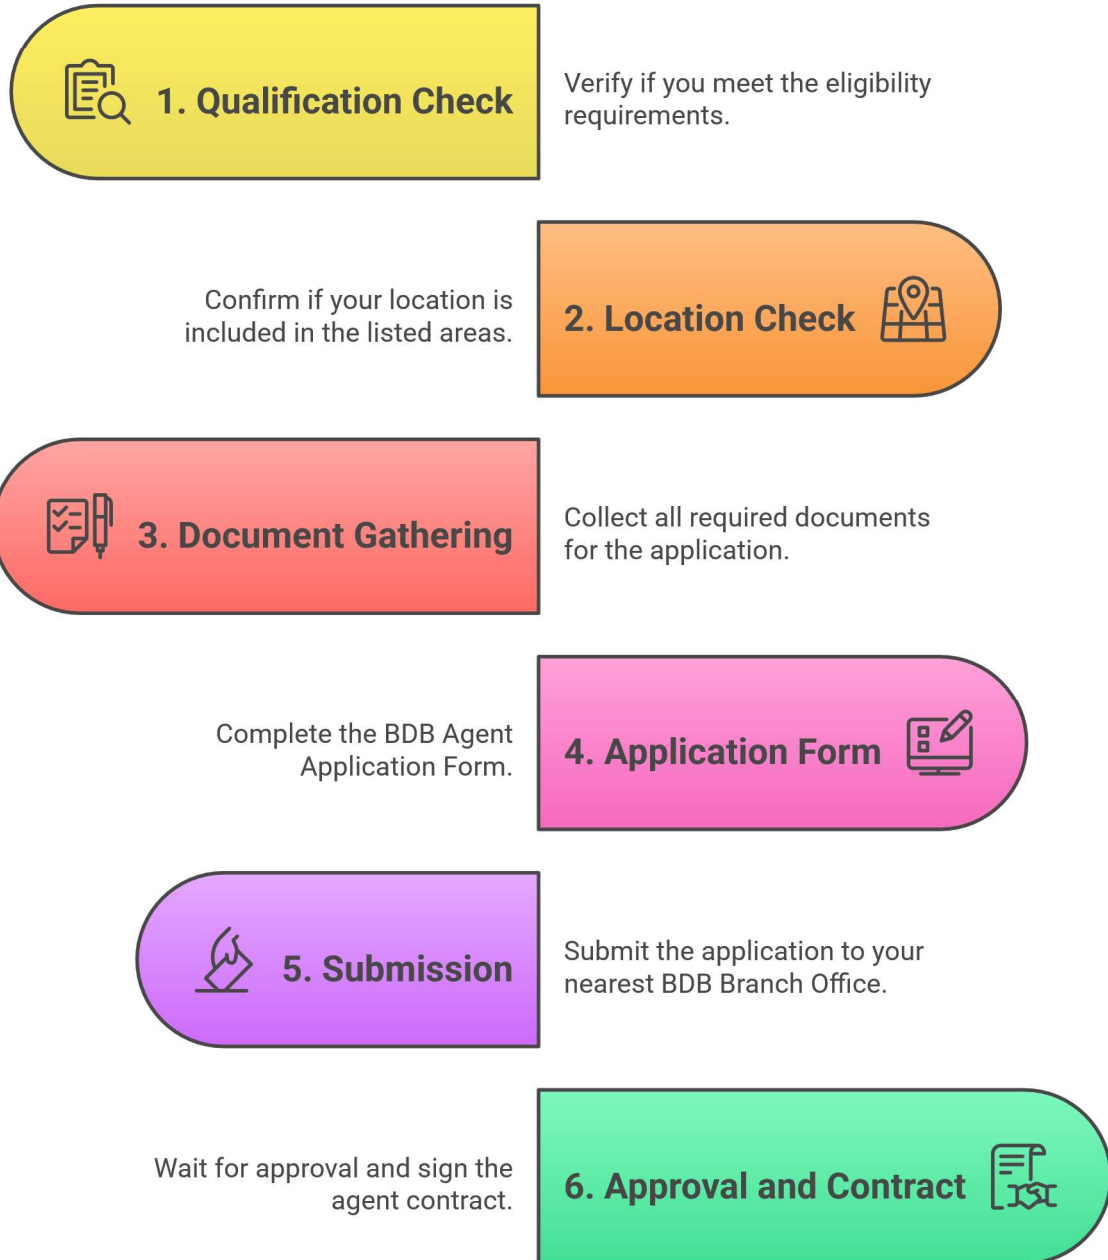 1. Qualification Check
Verify if you meet the eligibility
requirements.
2. Location Check
Confirm if your location is
included in the listed areas.
3. Document Gathering
Collect all required documents
for the application.
4. Application Form
Complete the BDB Agent
Application Form.
5. Submission
Submit the application to your
nearest BDB Branch Office.
6. Approval and Contract
Wait for approval and sign the
agent contract.